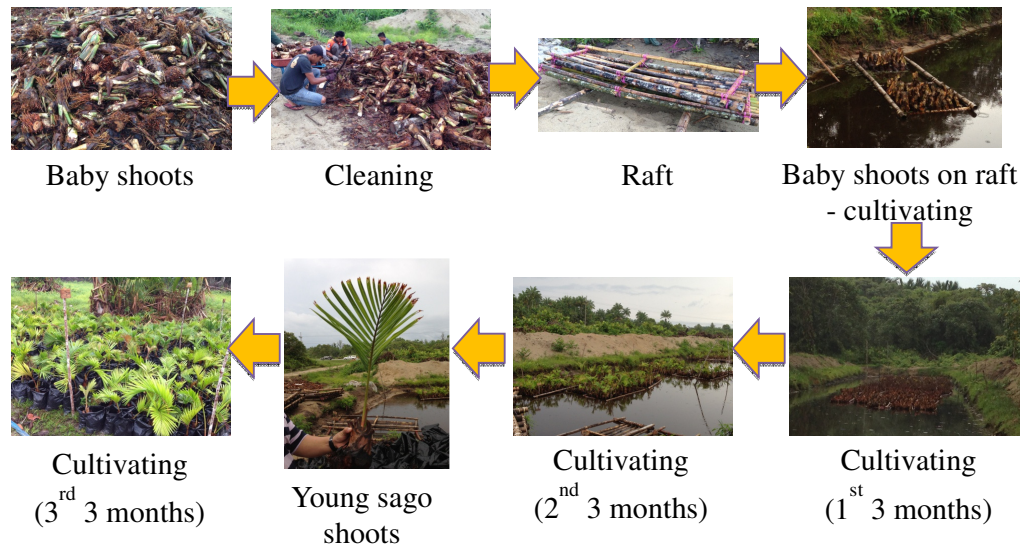 Baby shoots
Cleaning
Raft
Baby shoots on raft
- cultivating
Cultivating
(1st 3 months)
Cultivating
(2nd 3 months)
Young sago
shoots
Cultivating
(3rd 3 months)